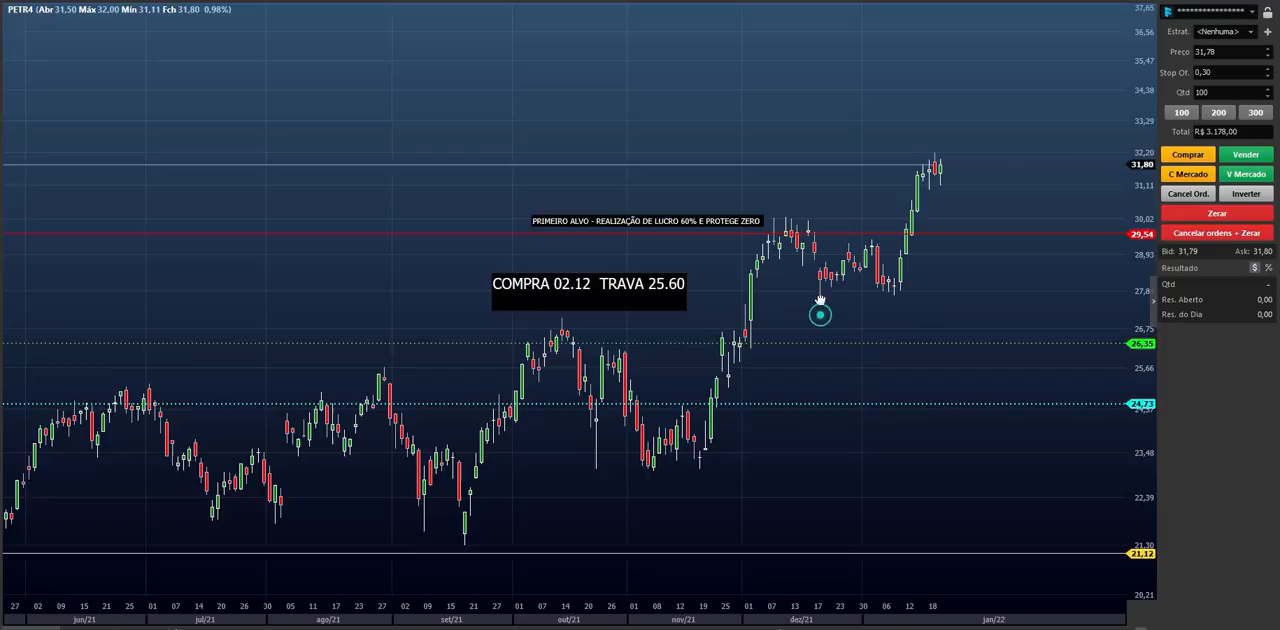 PETR4 (Abr 31,50 Máx 32,00 Mín 31,11 Fch 31,80 0,98%)
PRIMEIRO ALVO - REALIZAÇÃO DE LUCRO 60% E PROTEGE ZERO
COMPRA 02.12 TRAVA 25.60
37,65
36,56
35,47
34,38
33,29
32,20
31,80
31,11
30,02
29,54
28,93
27,8
26,75
26,35
25,66
24,73
23,48
22,39
21,30
21,12
20,21
27 02 09 15 21 25 01 07 14 20 26 30 05 11 17 23 27 02 09 15 21 27 01 07 14 20 26 01 08 12 19 25 01 07 13 17 23 30 06 12 18
jun/21 jul/21 ago/21 set/21 out/21 nov/21 dez/21 jan/22
*****************
Estrat. <Nenhuma>
Preço 31,78
Stop Of. 0,30
Qtd 100
100 200 300
Total R$ 3.178,00
Comprar Vender
C Mercado V Mercado
Cancel Ord. Inverter
Zerar
Cancelar ordens + Zerar
Bid: 31,79 Ask: 31,80
Resultado $ %
Qtd -
Res. Aberto 0,00
Res. do Dia 0,00